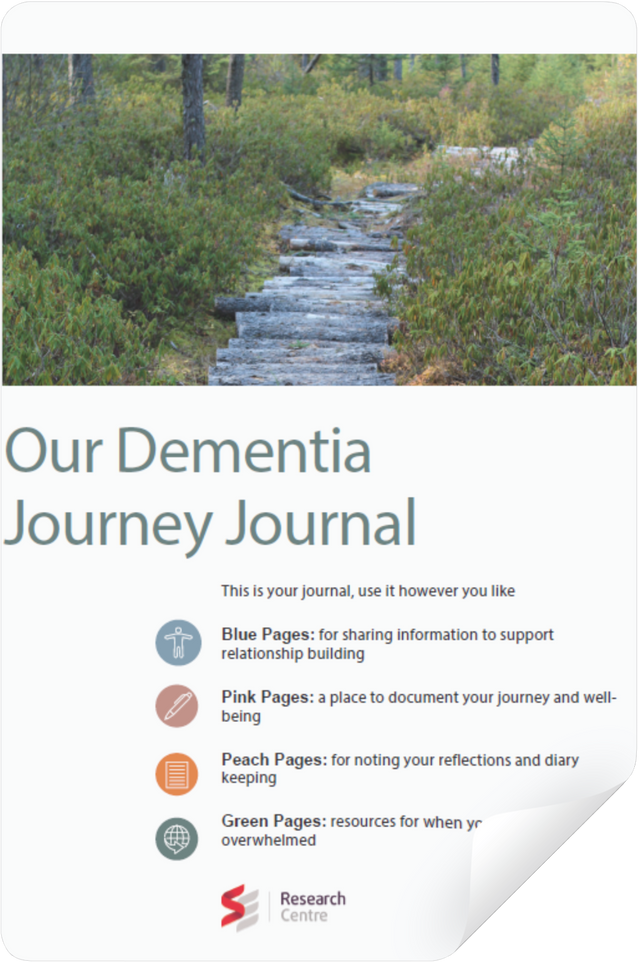 Our Dementia
Journey Journal
This is your journal, use it however you like
Blue Pages: for sharing information to support
relationship building
Pink Pages: a place to document your journey and well-
being
Peach Pages: for noting your reflections and diary
keeping
Green Pages: resources for when
overwhelmed
Research
Centre